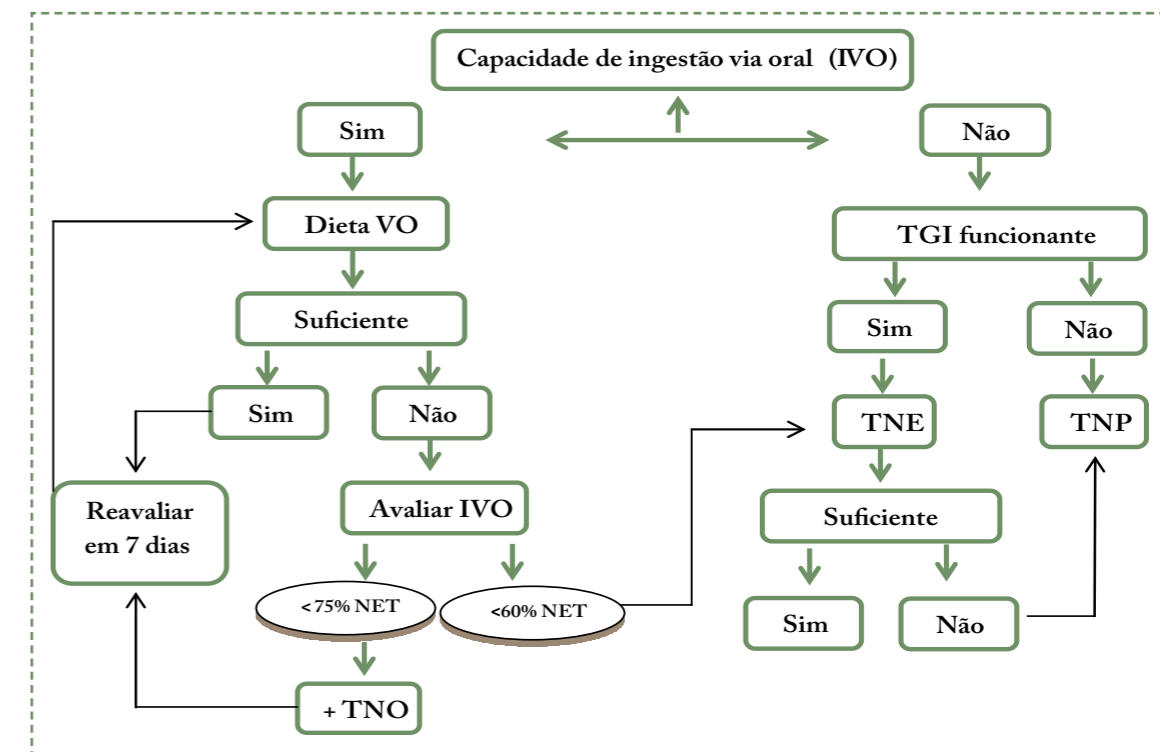 Capacidade de ingestão via oral (IVO)
Sim
Não
Dieta VO
TGI funcionante
Suficiente
Sim
Não
Sim
Não
TNE
TNP
Reavaliar
em 7 dias
Avaliar IVO
Suficiente
<75% NET
<60% NET
Sim
Não
+ TNO